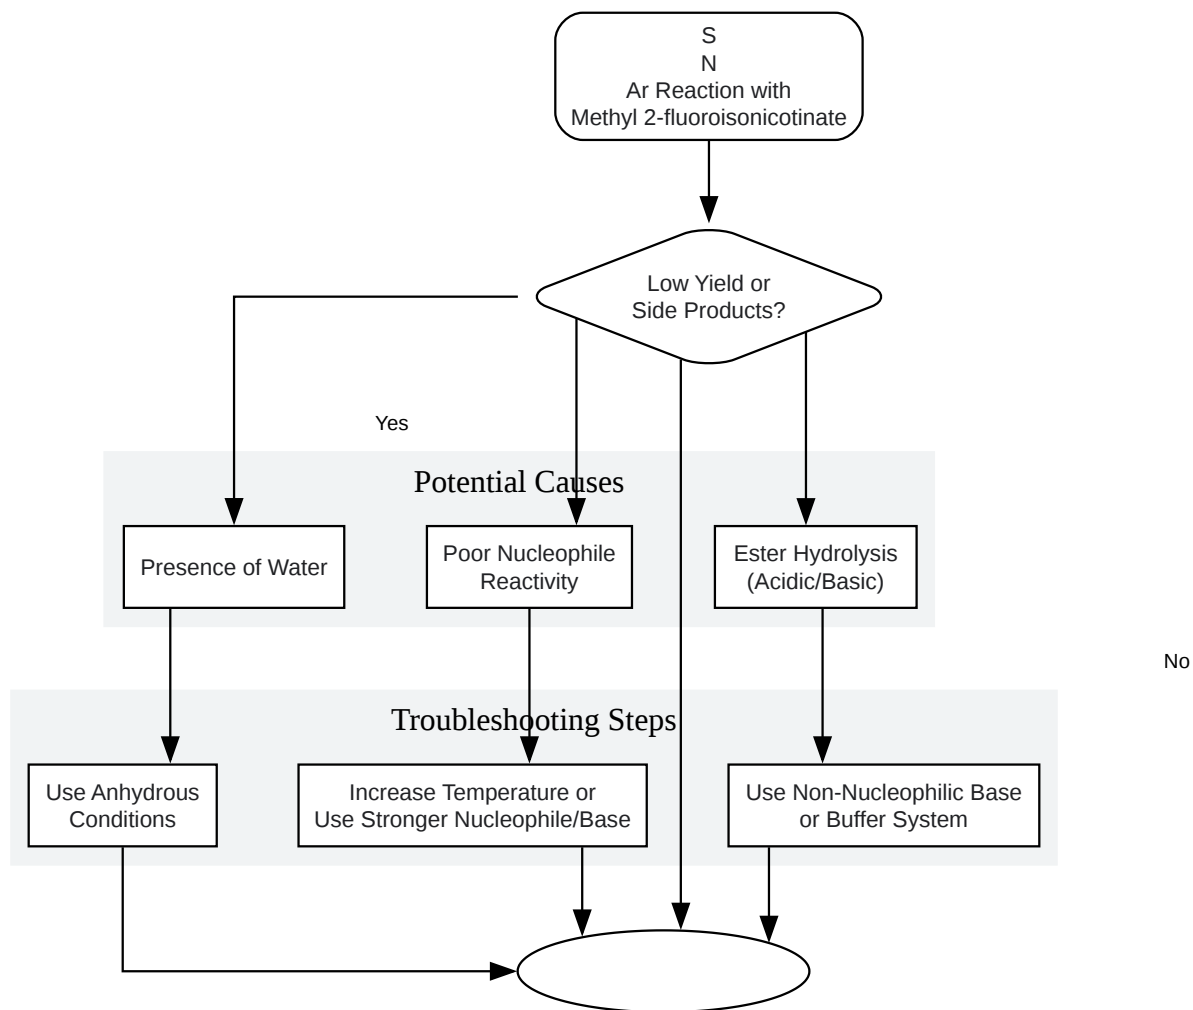 S
N
Ar Reaction with
Methyl 2-fluoroisonicotinate
Low Yield or
Side Products?
Yes
Potential Causes
Presence of Water
Poor Nucleophile
Reactivity
Ester Hydrolysis
(Acidic/Basic)
No
Troubleshooting Steps
Use Anhydrous
Conditions
Increase Temperature or
Use Stronger Nucleophile/Base
Use Non-Nucleophilic Base
or Buffer System